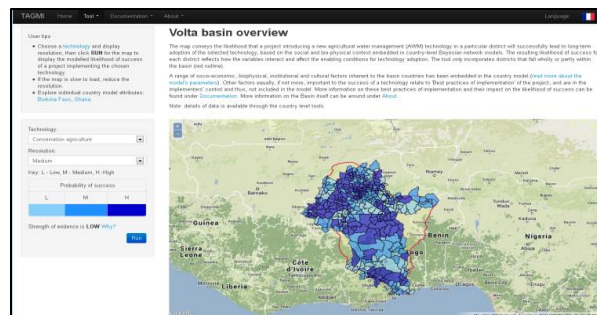 TAGMI Home Tool Documentation About Language:
User tips
Choose a technology and display
resolution, then click RUN for the map to
display the modelled likelihood of success
of a project implementing the chosen
technology.
If the map is slow to load, reduce the
resolution.
Explore individual country model attributes:
Burkina Faso, Ghana
Technology:
Conservation agriculture
Resolution:
Medium
Key: L - Low, M - Medium, H -High
Probability of success
L M H
Strength of evidence is LOW Why?
Run
Volta basin overview
The map conveys the likelihood that a project introducing a new agricultural water management (AWM) technology in a particular district will successfully lead to long-term
adoption of the selected technology, based on the social and bio-physical context embedded in country-level Bayesian network models. The resulting likelihood of success for
each district reflects how the variables interact and affect the enabling conditions for technology adoption. The tool only incorporates districts that fall wholly or partly within
the basin (red outline).
A range of socio-economic, biophysical, institutional and cultural factors inherent to the basin countries has been embedded in the country model (read more about the
model's parameters). Other factors equally, if not more, important to the success of a technology relate to 'Best practices of implementation' of the project, and are in the
implementers' control and thus, not included in the model. More information on these best practices of implementation and their impact on the likelihood of success can be
found under Documentation. More information on the Basin itself can be around under About.
Note: details of data is available through the country level tools.
Niamey
Bamako
Guinea
Benin
Nigeria
Abuja
Sierra
Leone
Côte
d'Ivoire
Togo
Monrovia
Liberia
Abidjan
Kaduna
Benin City